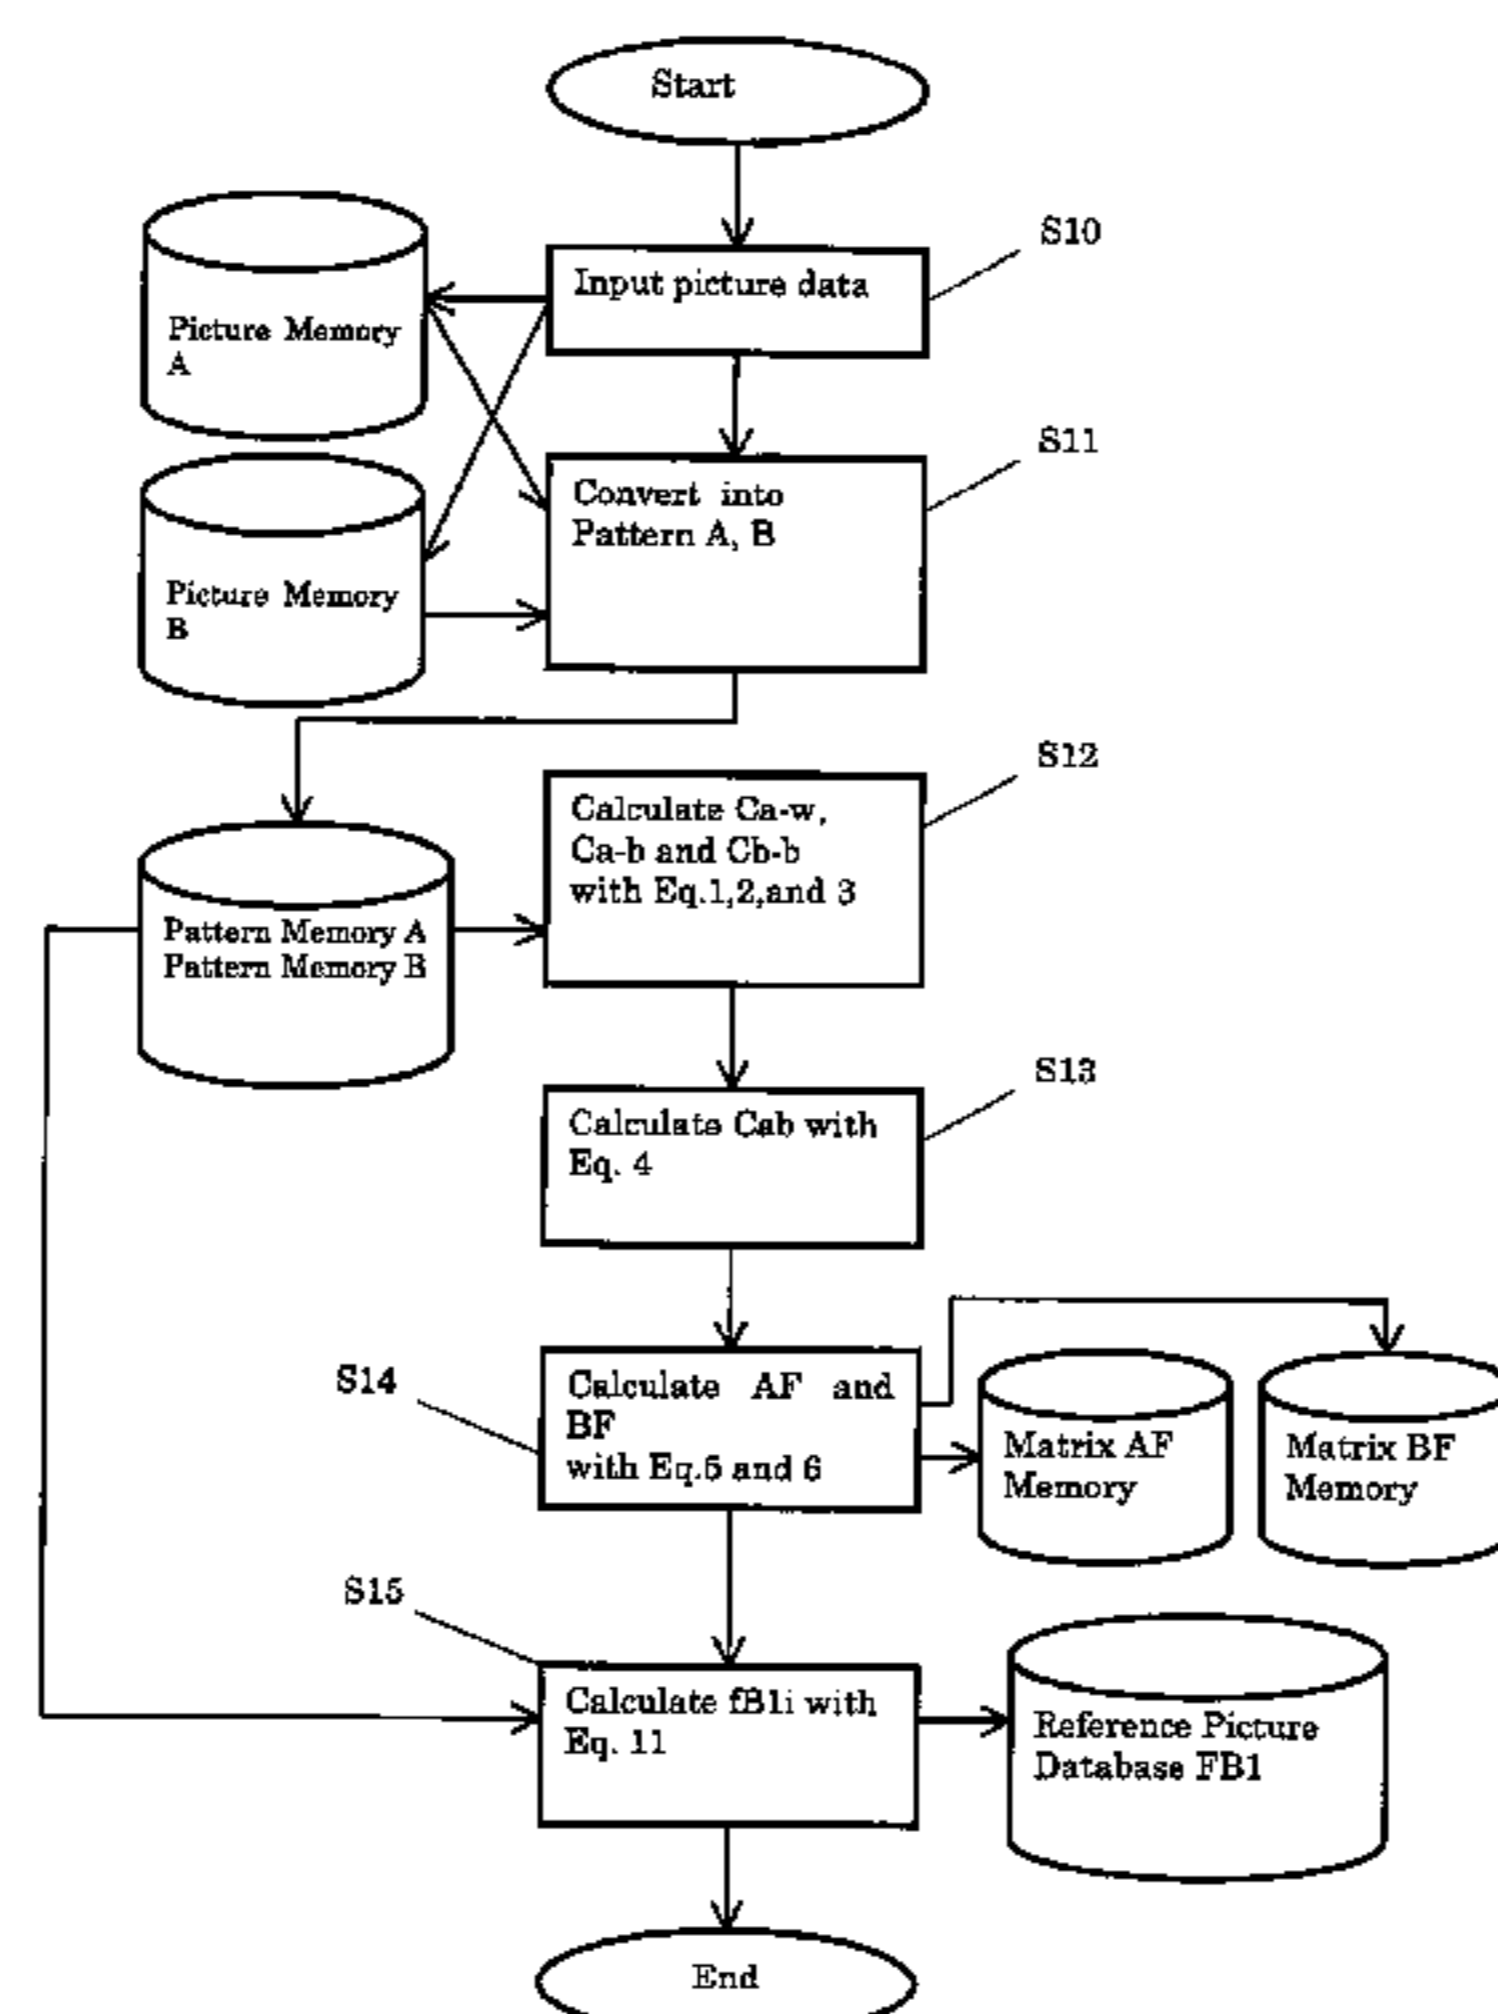 Start
S10
Input picture data
Picture Memory
A
S11
Convert into
Pattern A, B
Picture Memory
B
S12
Calculate Ca-w,
Ca-b and Cb-b
with Eq.1,2,and 3
Pattern Memory A
Pattern Memory B
S13
Calculate Cab with
Eq. 4
S14
Calculate AF and
BF
with Eq.5 and 6
Matrix AF
Memory
Matrix BF
Memory
S15
Calculate fB1i with
Eq. 11
Reference Picture
Database FB1
End